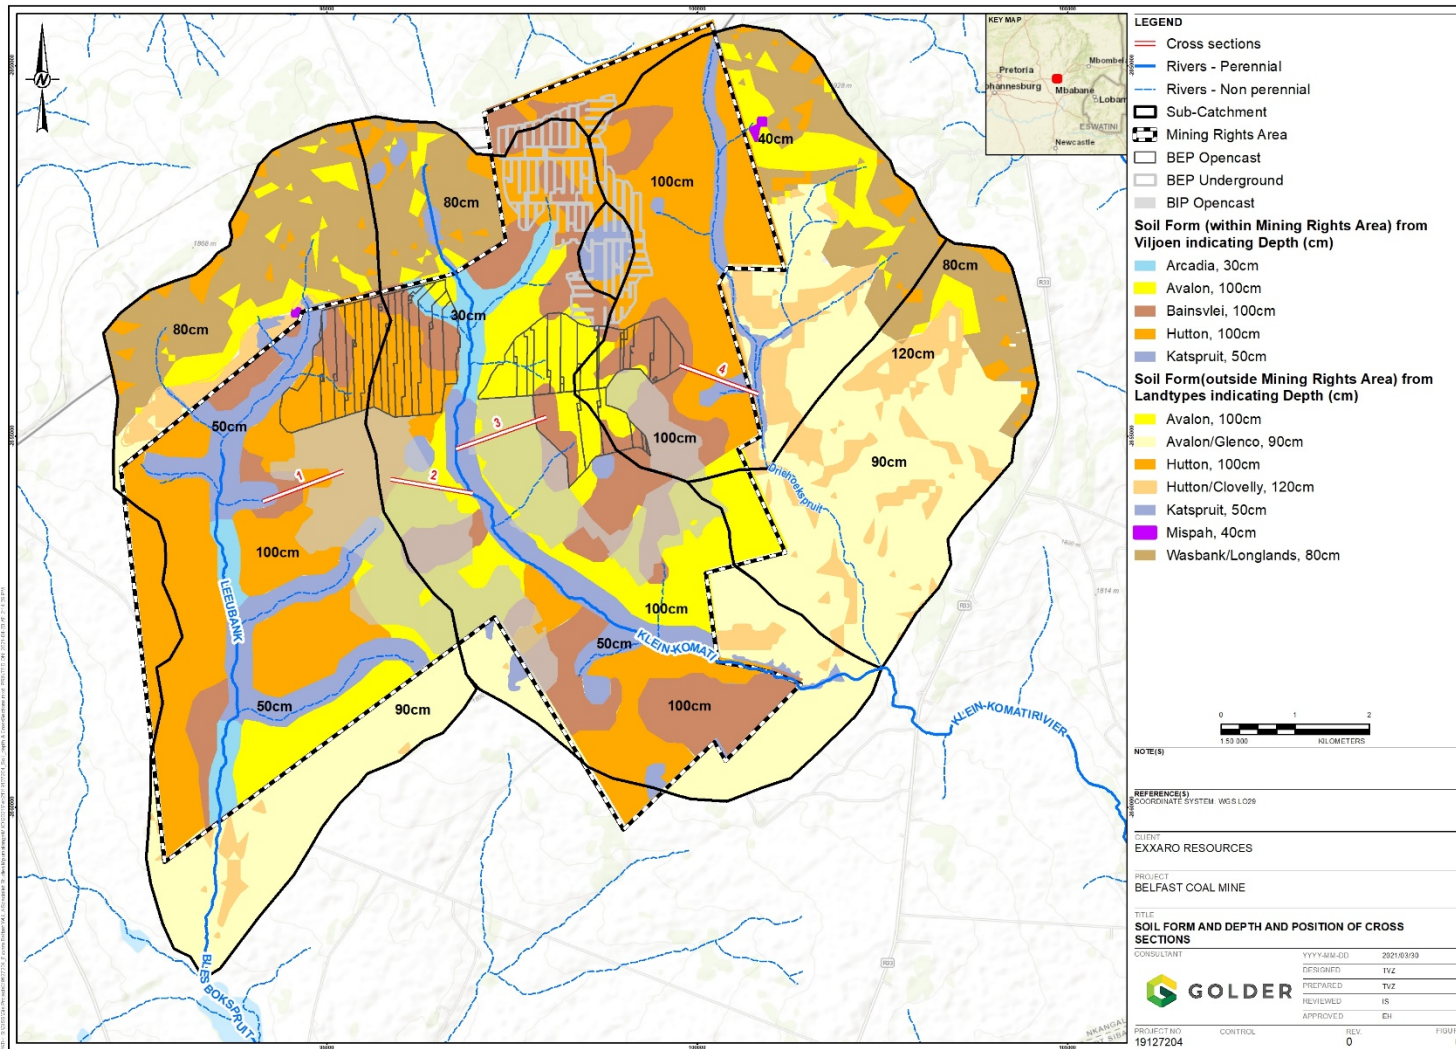 N
KEY MAP
Pretoria
Johannesburg
Mbombela
Mbabane
Lobam
ESWATINI
Newcastle
1868 m
1814 m
R33
R33
R33
40cm
100cm
80cm
80cm
80cm
30cm
120cm
50cm
100cm
90cm
100cm
100cm
50cm
50cm
100cm
90cm
1
2
3
4
LEEUBANK
KLEIN-KOMATI
KLEIN-KOMATIRIVIER
Driehoekspruit
BLESBOKSPRUIT
LEGEND
Cross sections
Rivers - Perennial
Rivers - Non perennial
Sub-Catchment
Mining Rights Area
BEP Opencast
BEP Underground
BIP Opencast
Soil Form (within Mining Rights Area) from
Viljoen indicating Depth (cm)
Arcadia, 30cm
Avalon, 100cm
Bainsvlei, 100cm
Hutton, 100cm
Katspruit, 50cm
Soil Form(outside Mining Rights Area) from
Landtypes indicating Depth (cm)
Avalon, 100cm
Avalon/Glenco, 90cm
Hutton, 100cm
Hutton/Clovelly, 120cm
Katspruit, 50cm
Mispah, 40cm
Wasbank/Longlands, 80cm
0 1 2
1:50 000 KILOMETERS
NOTE(S)
REFERENCE(S)
COORDINATE SYSTEM: WGS LO29
CLIENT
EXXARO RESOURCES
PROJECT
BELFAST COAL MINE
TITLE
SOIL FORM AND DEPTH AND POSITION OF CROSS
SECTIONS
CONSULTANT
YYYY-MM-DD 2021/03/30
DESIGNED TVZ
PREPARED TVZ
REVIEWED IS
APPROVED EH
GOLDER
PROJECT NO CONTROL REV. FIGUR
19127204 0